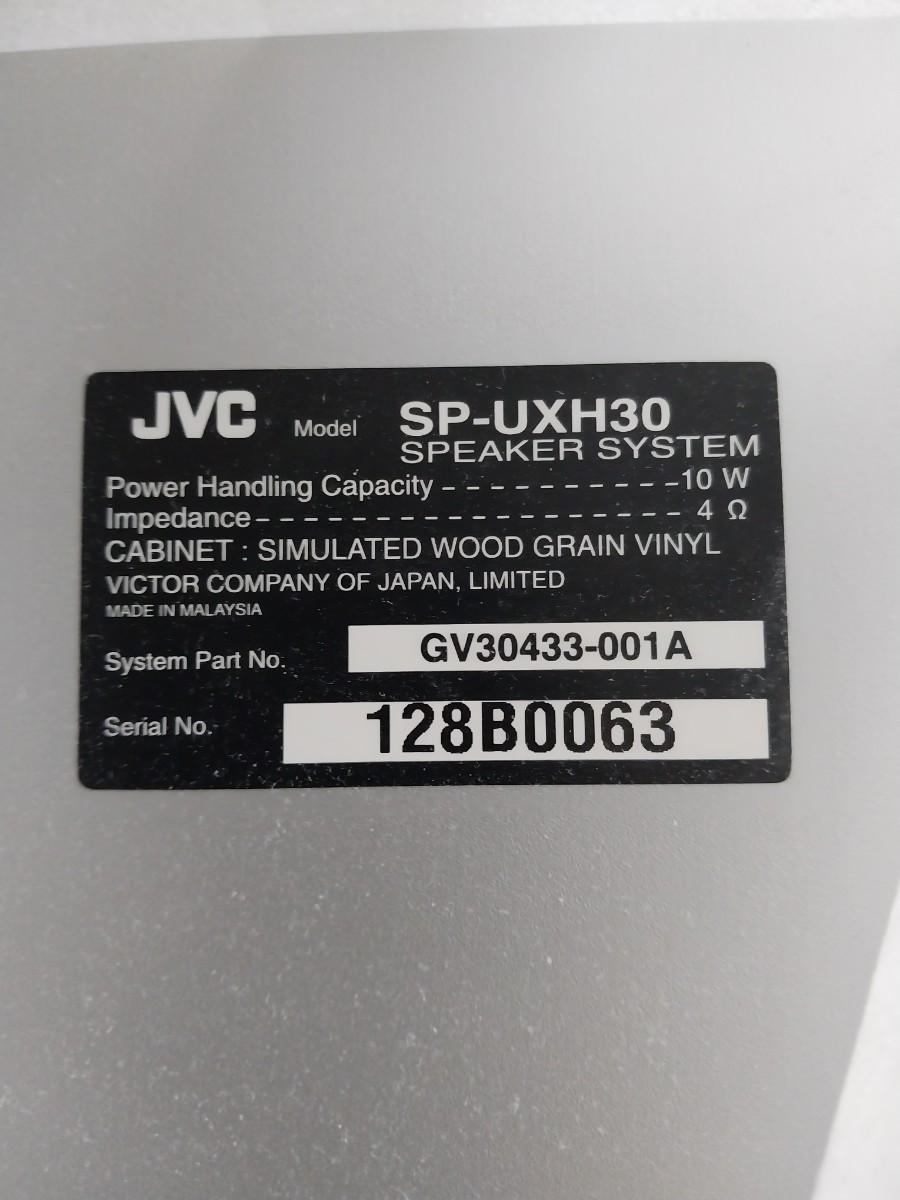 JVC Model SP-UXH30
SPEAKER SYSTEM
Power Handling Capacity - - - - - - - - - - -10 W
Impedance- - - - - - - - - - - - - - - - - - 4 Ω
CABINET : SIMULATED WOOD GRAIN VINYL
VICTOR COMPANY OF JAPAN, LIMITED
MADE IN MALAYSIA
System Part No. GV30433-001A
Serial No. 128B0063